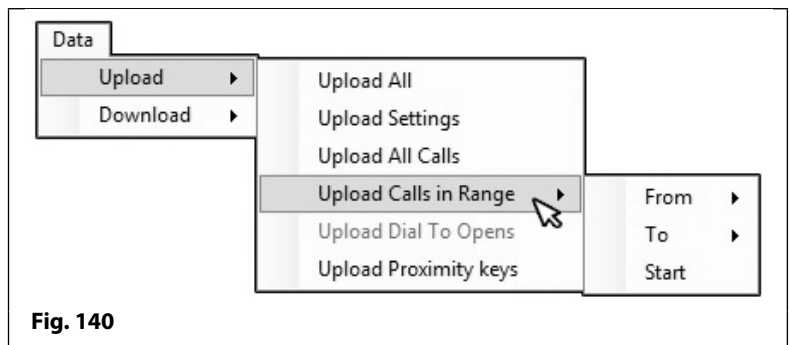 Data
Upload
Download
Upload All
Upload Settings
Upload All Calls
Upload Calls in Range
Upload Dial To Opens
Upload Proximity keys
From
To
Start
Fig. 140